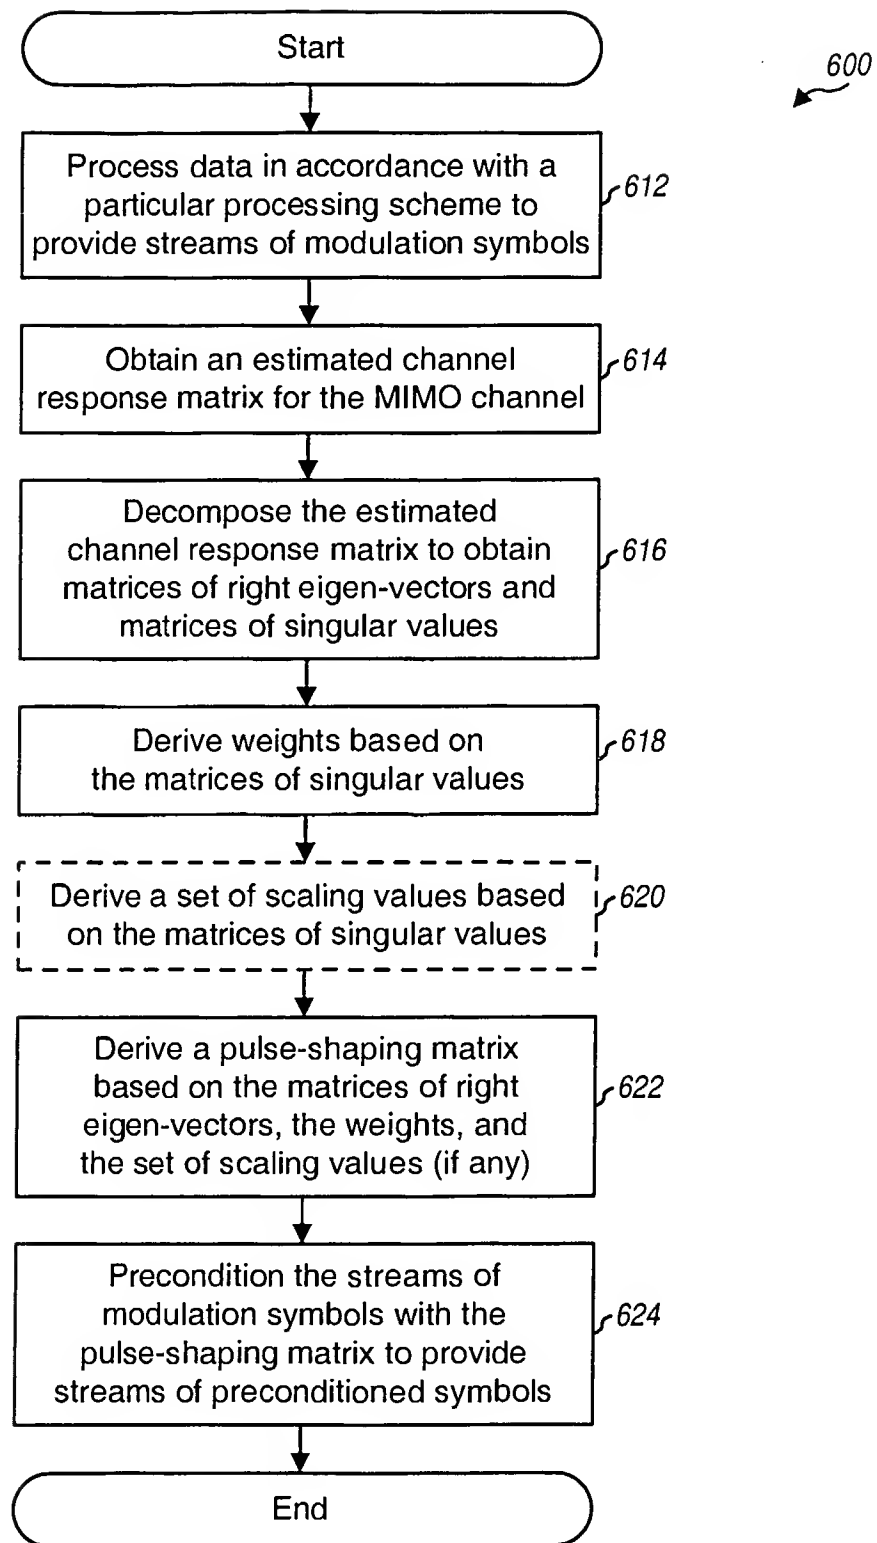 Start
600
Process data in accordance with a
particular processing scheme to
provide streams of modulation symbols
612
Obtain an estimated channel
response matrix for the MIMO channel
614
Decompose the estimated
channel response matrix to obtain
matrices of right eigen-vectors and
matrices of singular values
616
Derive weights based on
the matrices of singular values
618
Derive a set of scaling values based
on the matrices of singular values
620
Derive a pulse-shaping matrix
based on the matrices of right
eigen-vectors, the weights, and
the set of scaling values (if any)
622
Precondition the streams of
modulation symbols with the
pulse-shaping matrix to provide
streams of preconditioned symbols
624
End